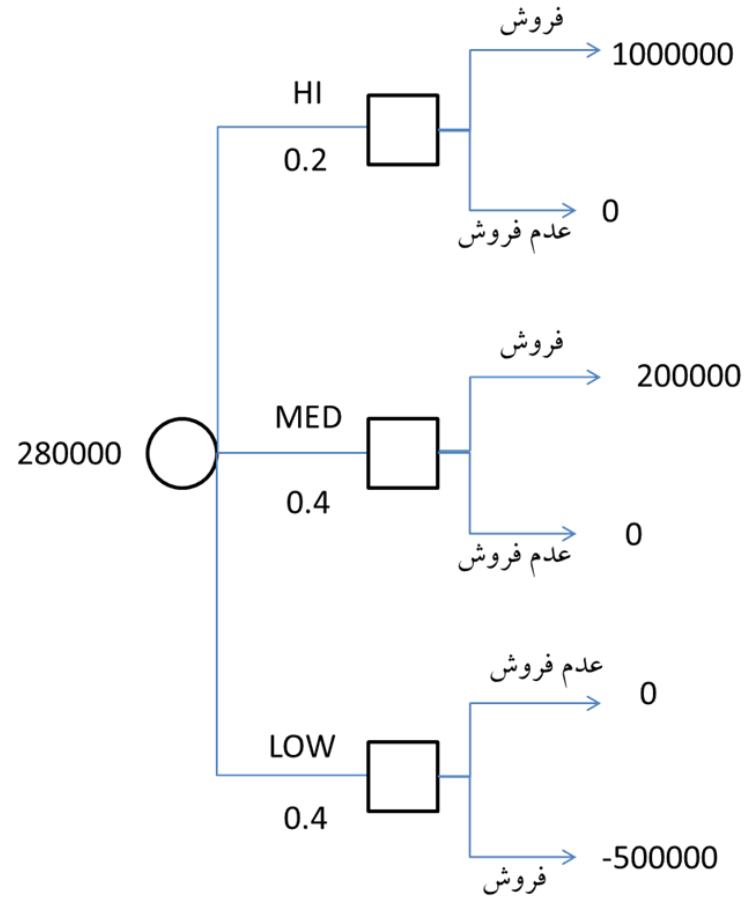 فروش
1000000
HI
0.2
0
عدم فروش
فروش
200000
MED
280000
0.4
0
عدم فروش
عدم فروش
0
LOW
0.4
-500000
فروش